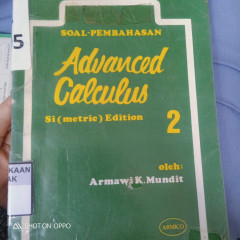 5
SOAL-PEMBAHASAN
Advanced
Calculus
Si (metric) Edition 2
oleh:
Armawi K. Mundit
KAAN
AK
ARMICO
SHOT ON OPPO